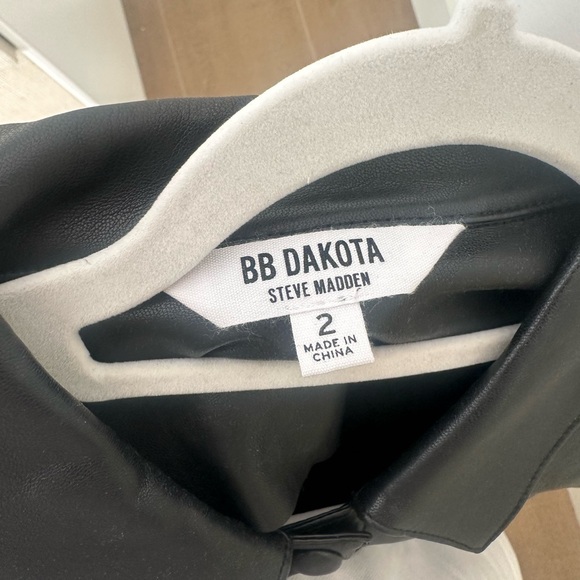 BB DAKOTA
STEVE MADDEN
2
MADE IN
CHINA